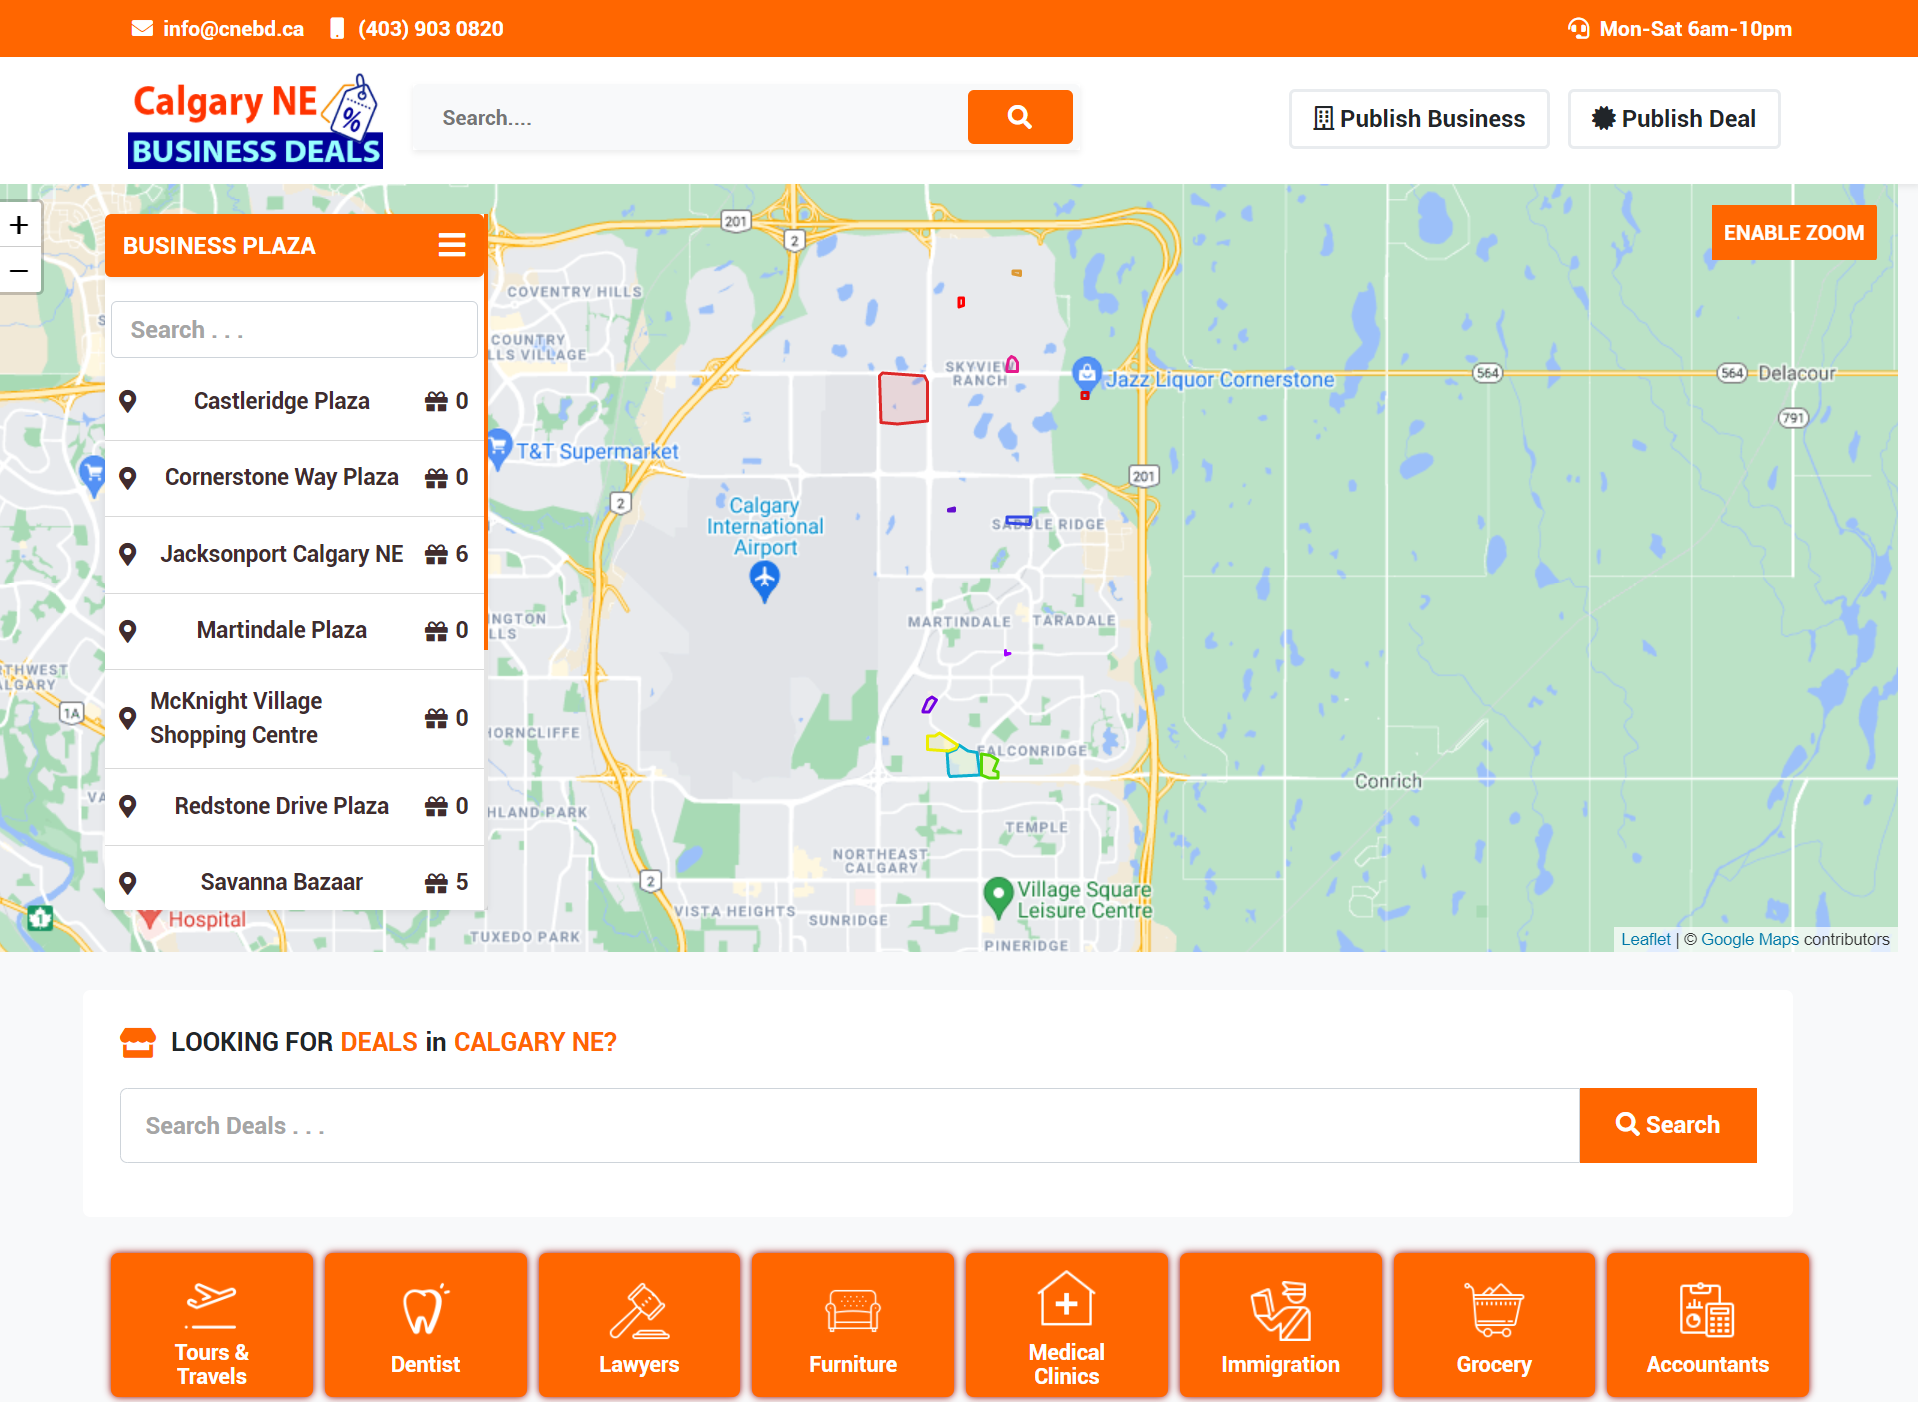 info@cnebd.ca
(403) 903 0820
Mon-Sat 6am-10pm
Calgary NE
%
BUSINESS DEALS
Search....
Publish Business
Publish Deal
+
−
BUSINESS PLAZA
ENABLE ZOOM
Search . . .
Castleridge Plaza 0
Cornerstone Way Plaza 0
Jacksonport Calgary NE 6
Martindale Plaza 0
McKnight Village
Shopping Centre
0
Redstone Drive Plaza 0
Savanna Bazaar 5
201
2
COVENTRY HILLS
COUNTRY
LLS VILLAGE
SKYVIEW
RANCH
Jazz Liquor Cornerstone
564
564
Delacour
791
T&T Supermarket
201
2
Calgary
International
Airport
SADDLE RIDGE
NGTON
LLS
MARTINDALE
TARADALE
THWEST
LGARY
1A
HORNCLIFFE
FALCONRIDGE
Conrich
VA
HLAND PARK
TEMPLE
NORTHEAST
CALGARY
2
Village Square
Leisure Centre
VISTA HEIGHTS
SUNRIDGE
1
Hospital
TUXEDO PARK
PINERIDGE
Leaflet | © Google Maps contributors
LOOKING FOR DEALS in CALGARY NE?
Search Deals . . .
Search
Tours &
Travels
Dentist
Lawyers
Furniture
Medical
Clinics
Immigration
Grocery
Accountants